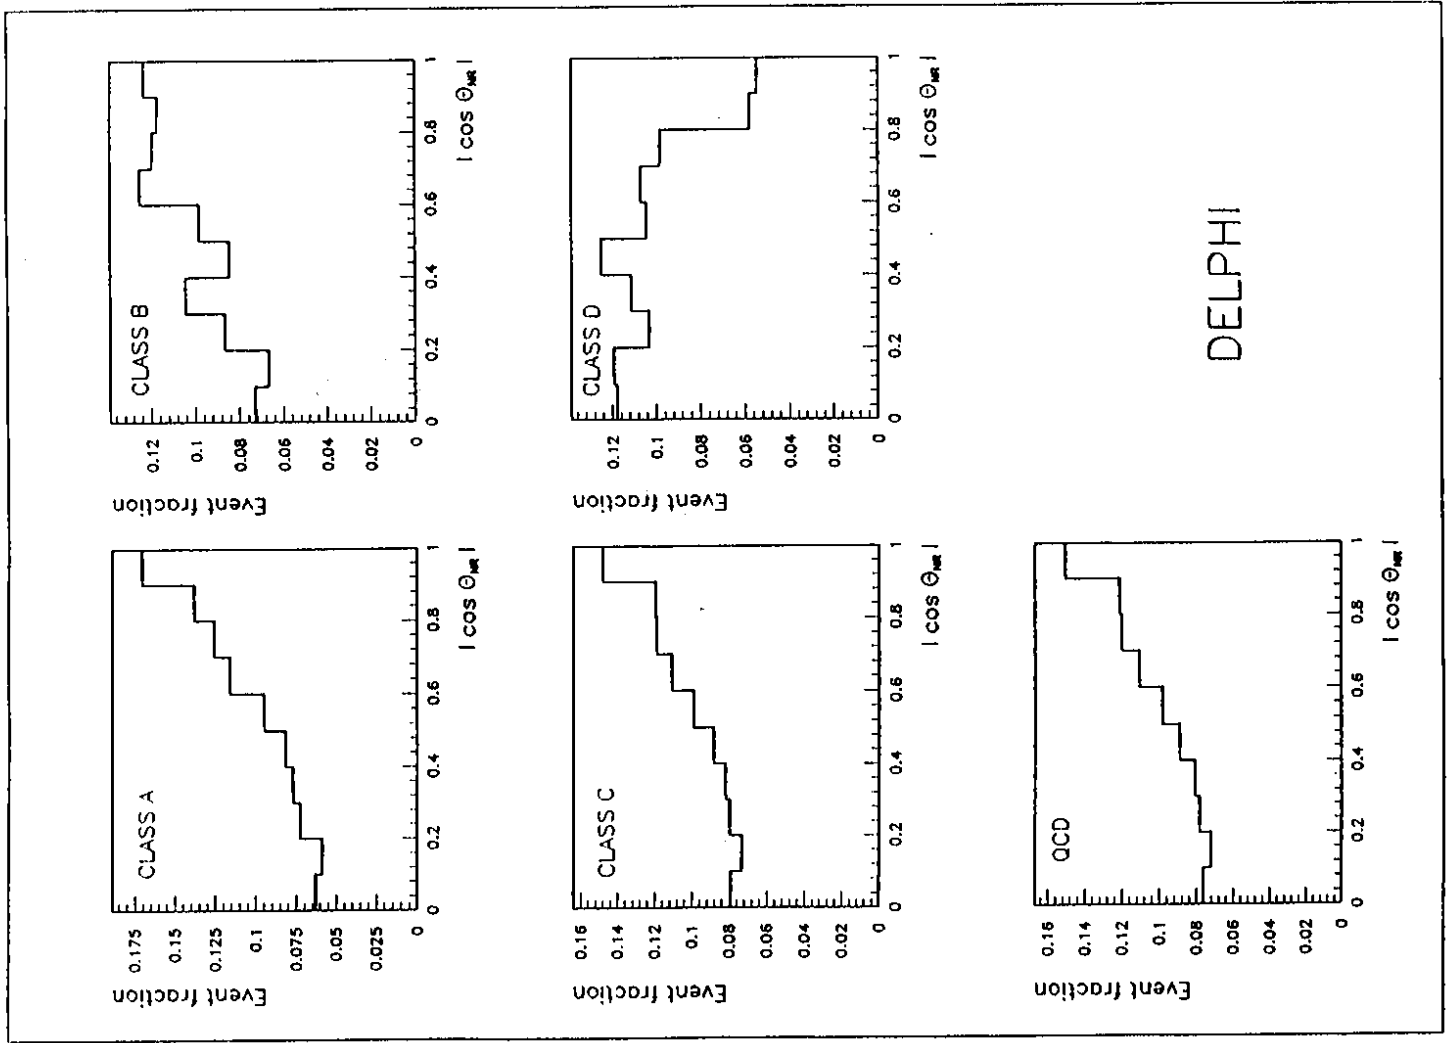 Event fraction
0.175
0.15
0.125
0.1
0.075
0.05
0.025
0
CLASS A
0 0.2 0.4 0.6 0.8 1
| cos Θ_NR |
Event fraction
0.12
0.1
0.08
0.06
0.04
0.02
0
CLASS B
0 0.2 0.4 0.6 0.8 1
| cos Θ_NR |
Event fraction
0.16
0.14
0.12
0.1
0.08
0.06
0.04
0.02
0
CLASS C
0 0.2 0.4 0.6 0.8 1
| cos Θ_NR |
Event fraction
0.12
0.1
0.08
0.06
0.04
0.02
0
CLASS D
0 0.2 0.4 0.6 0.8 1
| cos Θ_NR |
Event fraction
0.16
0.14
0.12
0.1
0.08
0.06
0.04
0.02
0
QCD
0 0.2 0.4 0.6 0.8 1
| cos Θ_NR |
DELPHI